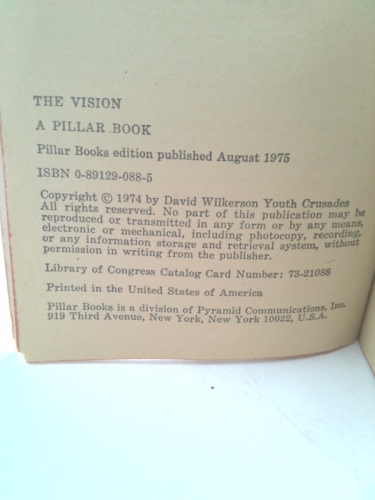 THE VISION
A PILLAR BOOK
Pillar Books edition published August 1975
ISBN 0-89129-088-5
Copyright © 1974 by David Wilkerson Youth Crusades
All rights reserved. No part of this publication may be
reproduced or transmitted in any form or by any means,
electronic or mechanical, including photocopy, recording,
or any information storage and retrieval system, without
permission in writing from the publisher.
Library of Congress Catalog Card Number: 73-21088
Printed in the United States of America
Pillar Books is a division of Pyramid Communications, Inc.
919 Third Avenue, New York, New York 10022, U.S.A.